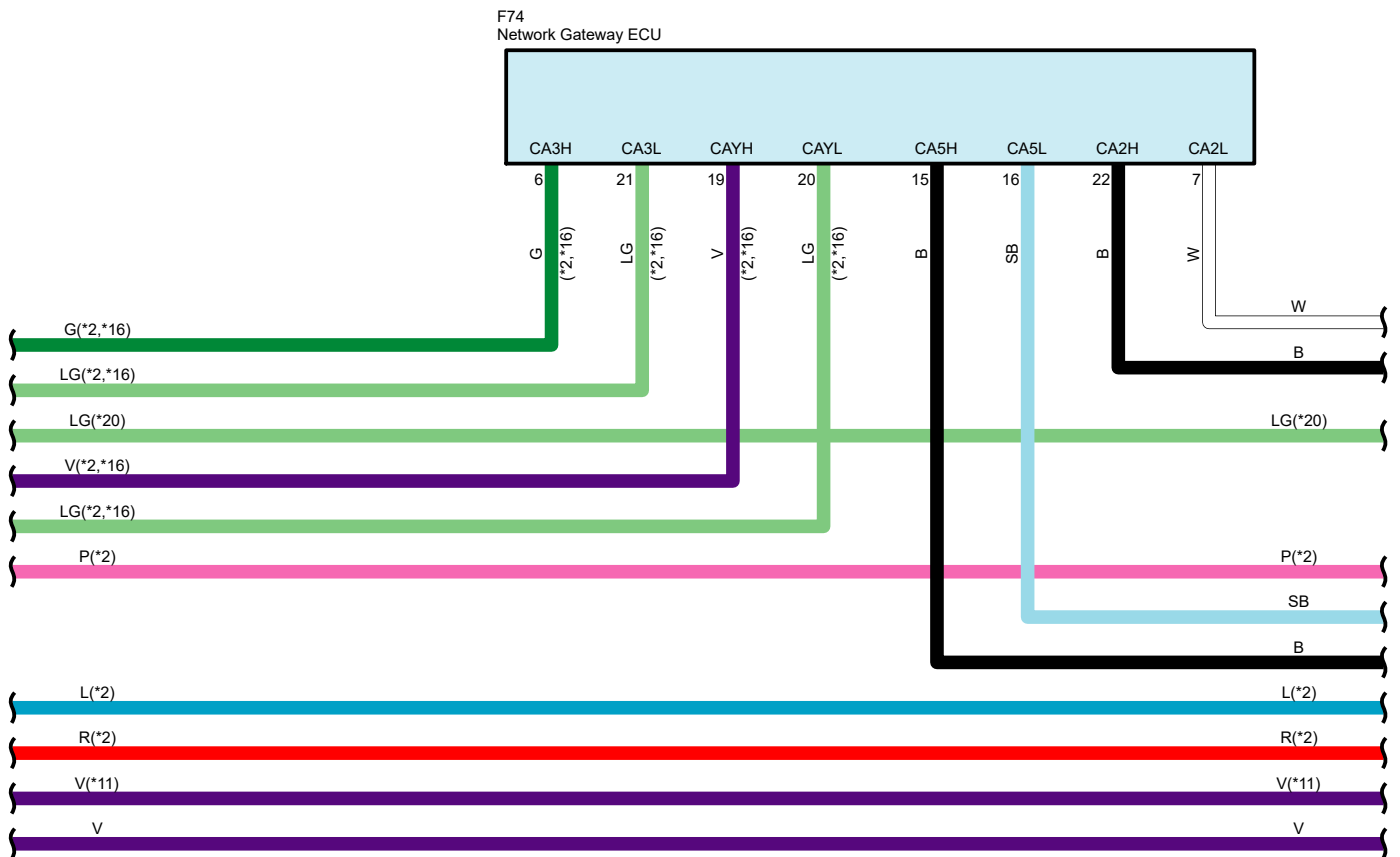 F74
Network Gateway ECU
CA3H CA3L CAYH CAYL CA5H CA5L CA2H CA2L
6 21 19 20 15 16 22 7
G (*2,*16) LG (*2,*16) V (*2,*16) LG (*2,*16) B SB B W
W
G(*2,*16)
B
LG(*2,*16)
LG(*20) LG(*20)
V(*2,*16)
LG(*2,*16)
P(*2) P(*2)
SB
B
L(*2) L(*2)
R(*2) R(*2)
V(*11) V(*11)
V V